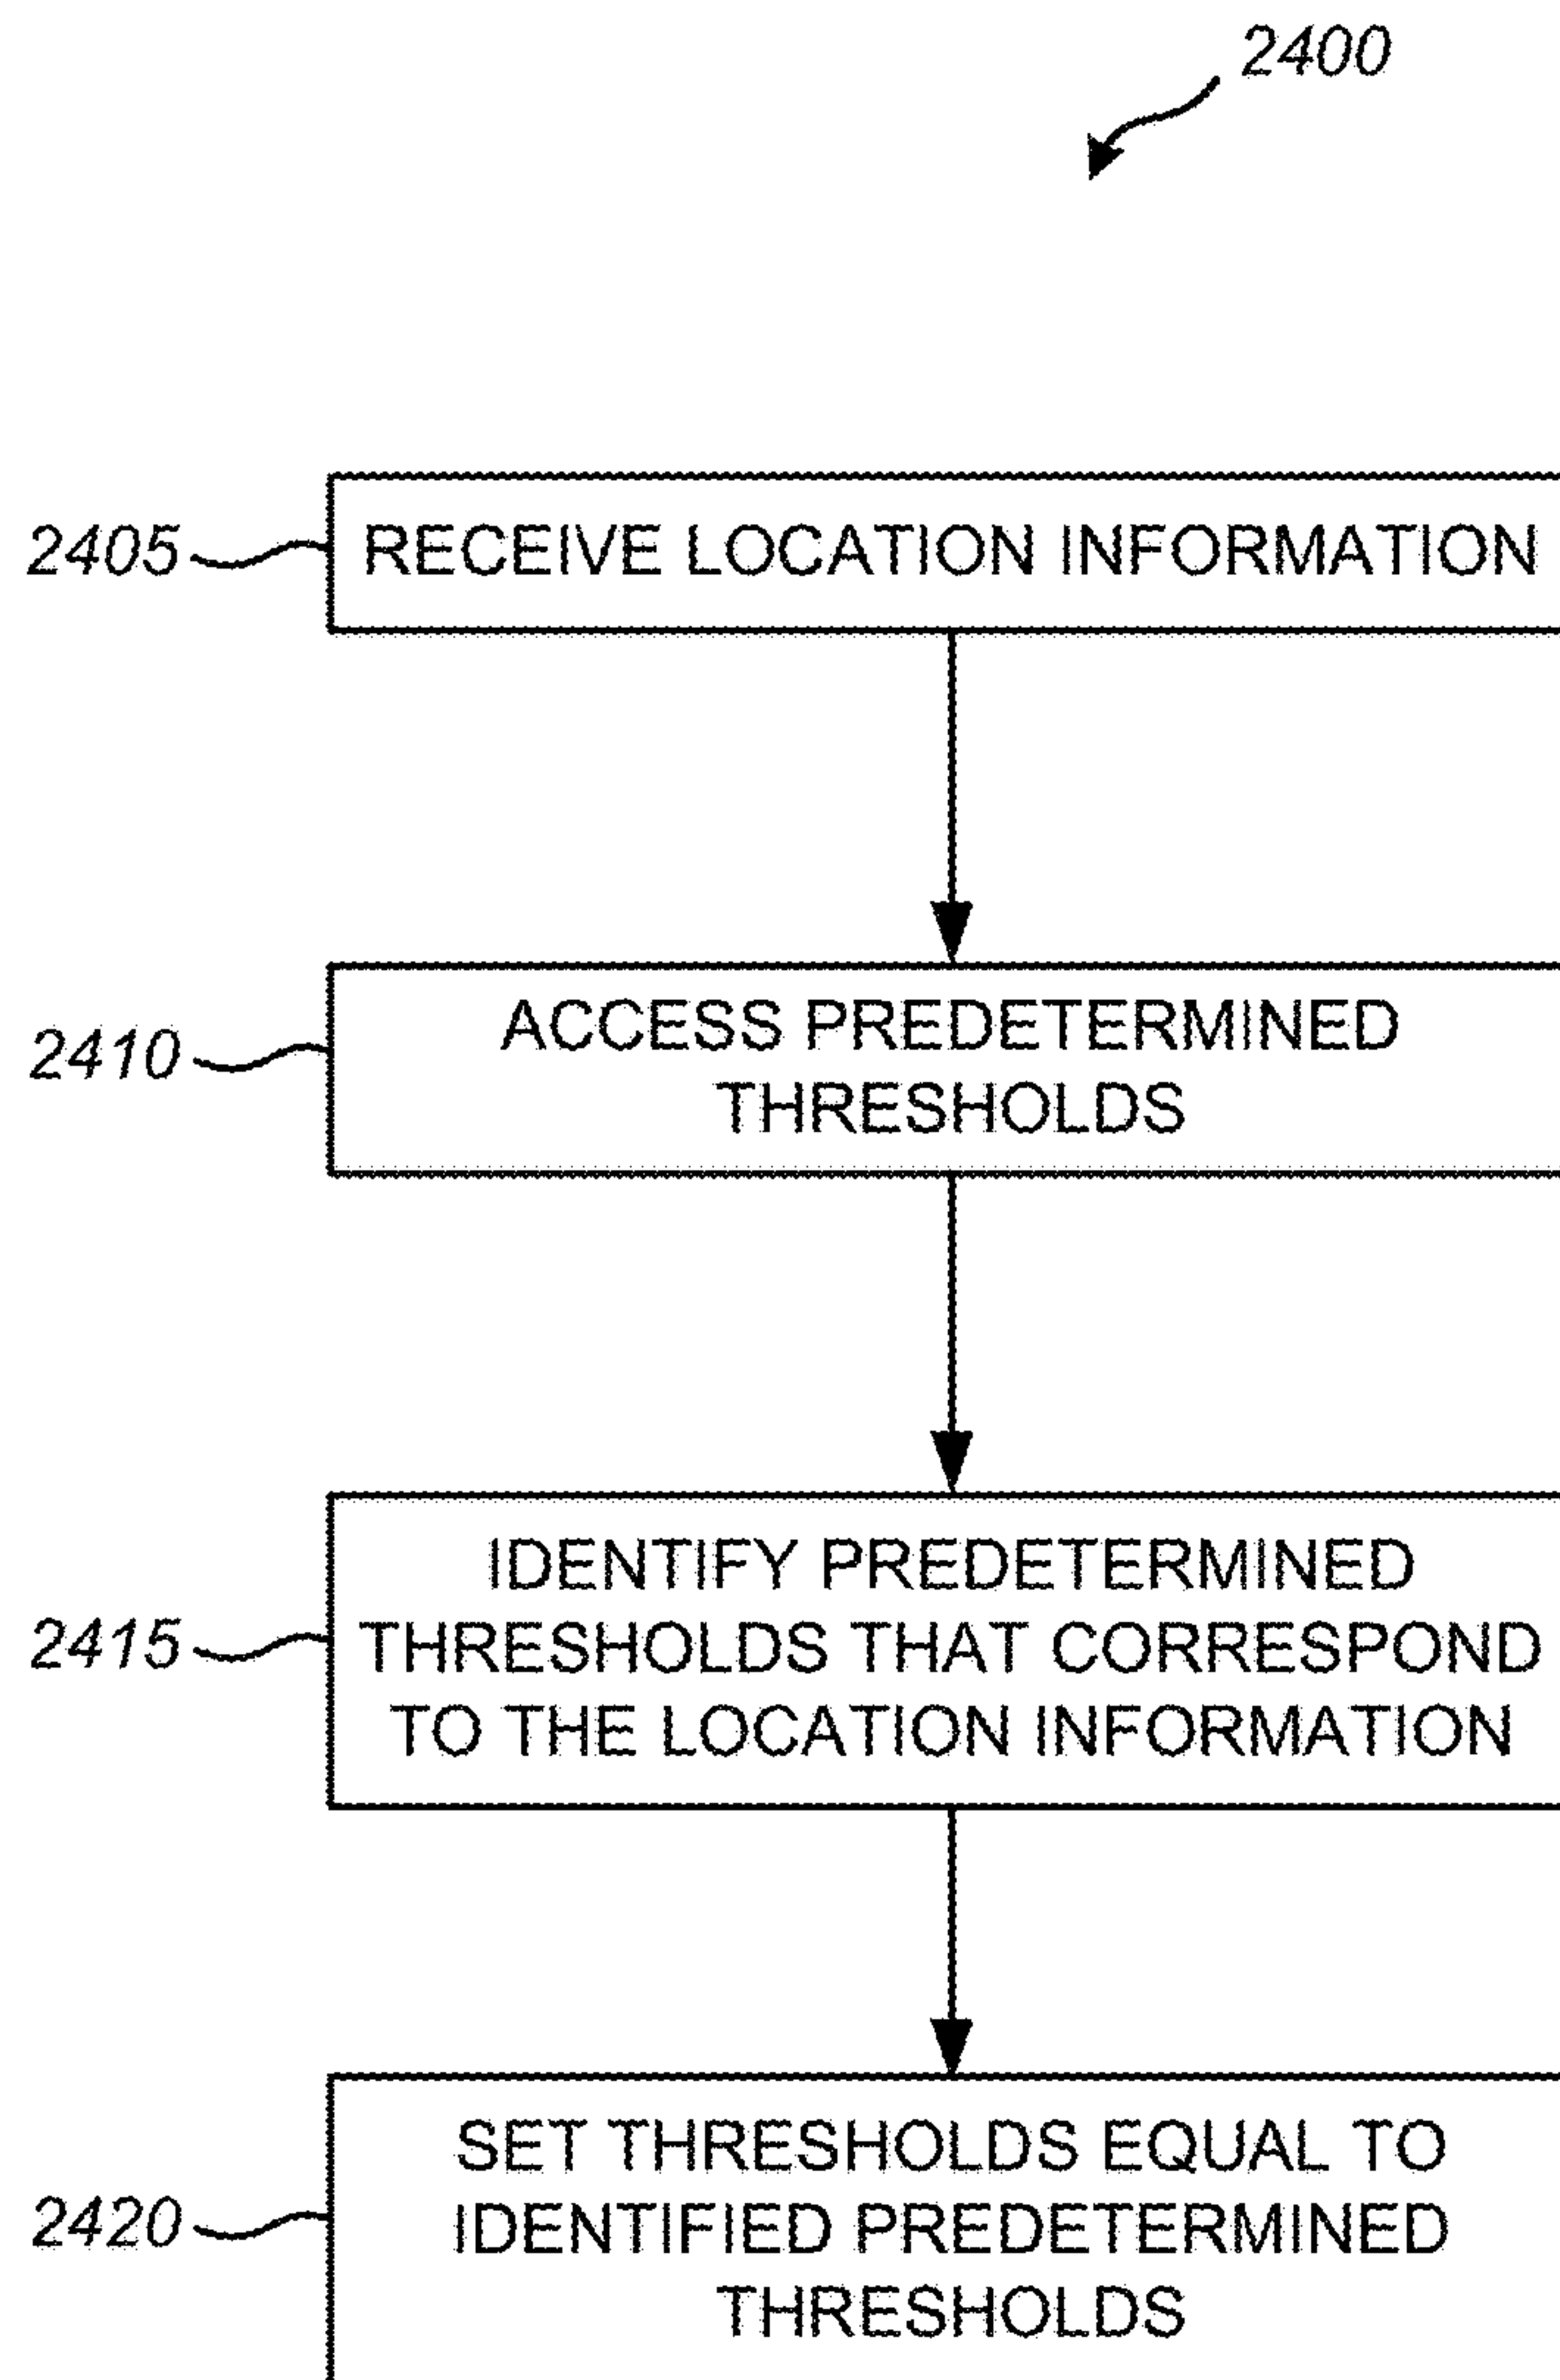 2400
2405
RECEIVE LOCATION INFORMATION
2410
ACCESS PREDETERMINED
THRESHOLDS
2415
IDENTIFY PREDETERMINED
THRESHOLDS THAT CORRESPOND
TO THE LOCATION INFORMATION
2420
SET THRESHOLDS EQUAL TO
IDENTIFIED PREDETERMINED
THRESHOLDS